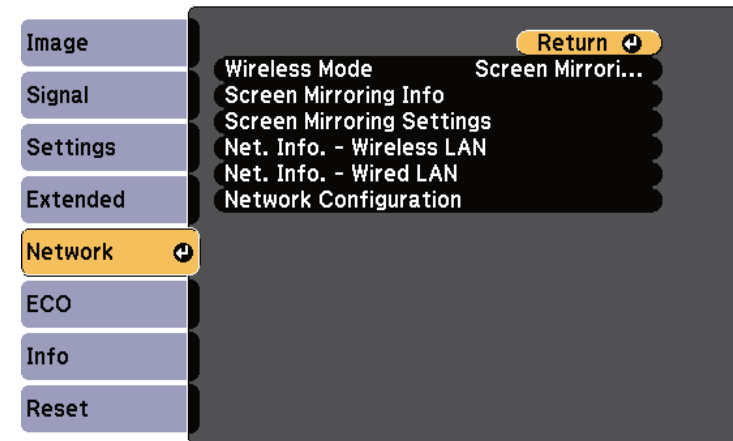 Image
Signal
Settings
Extended
Network
ECO
Info
Reset
Return
Wireless Mode Screen Mirrori...
Screen Mirroring Info
Screen Mirroring Settings
Net. Info. - Wireless LAN
Net. Info. - Wired LAN
Network Configuration